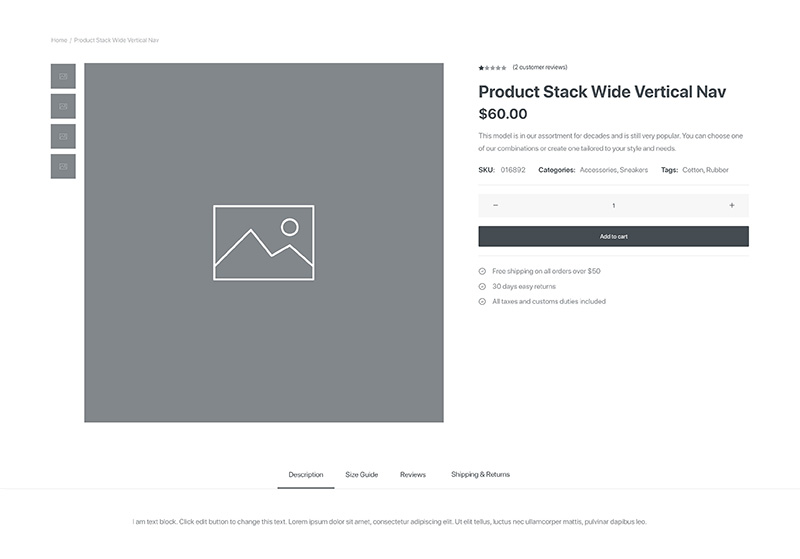 Home / Product Stack Wide Vertical Nav
(2 customer reviews)
Product Stack Wide Vertical Nav
$60.00
This model is in our assortment for decades and is still very popular. You can choose one
of our combinations or create one tailored to your style and needs.
SKU: 016892 Categories: Accessories, Sneakers Tags: Cotton, Rubber
− 1 +
Add to cart
Free shipping on all orders over $50
30 days easy returns
All taxes and customs duties included
Description Size Guide Reviews Shipping & Returns
I am text block. Click edit button to change this text. Lorem ipsum dolor sit amet, consectetur adipiscing elit. Ut elit tellus, luctus nec ullamcorper mattis, pulvinar dapibus leo.